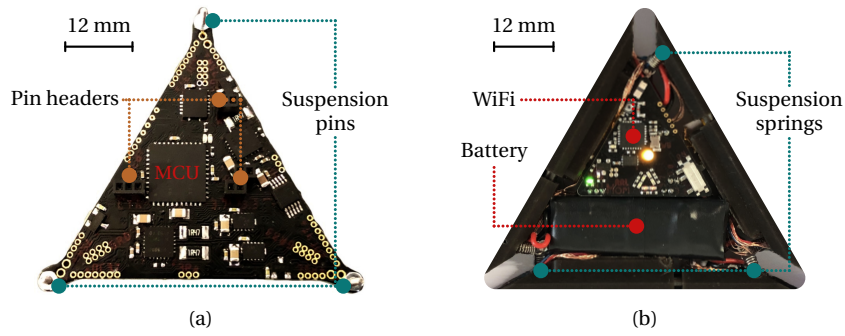 12 mm
Pin headers
MCU
Suspension
pins
(a)
12 mm
WiFi
Battery
Suspension
springs
(b)